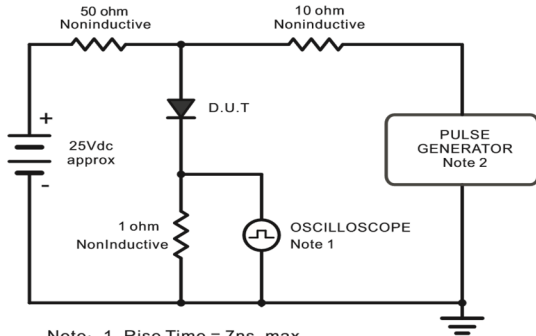 50 ohm
Noninductive
10 ohm
Noninductive
D.U.T
+
25Vdc
approx
-
PULSE
GENERATOR
Note 2
1 ohm
NonInductive
OSCILLOSCOPE
Note 1
Note: 1. Rise Time = 7ns, max.